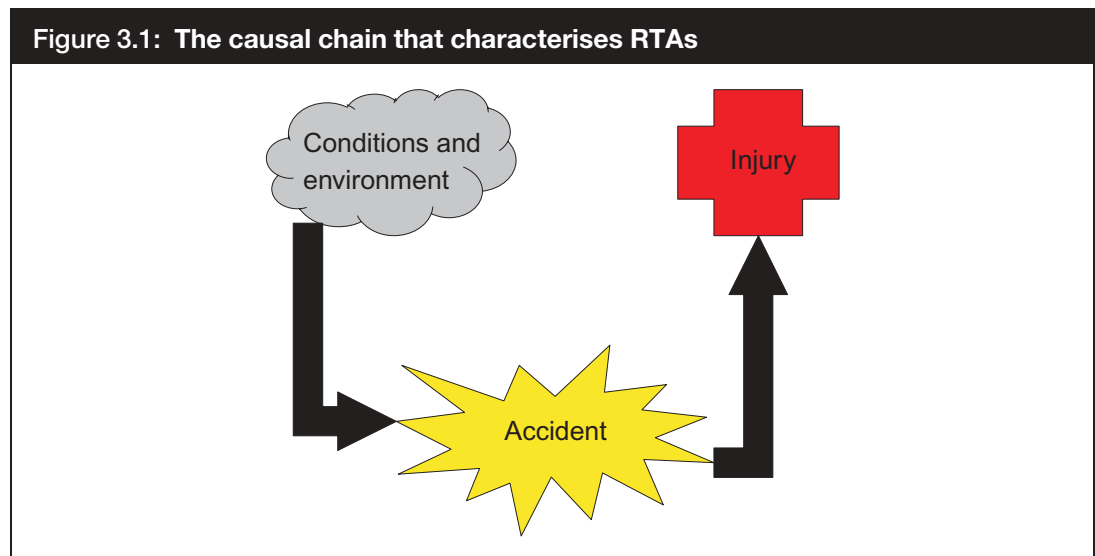 Figure 3.1: The causal chain that characterises RTAs
Conditions and
environment
Injury
Accident